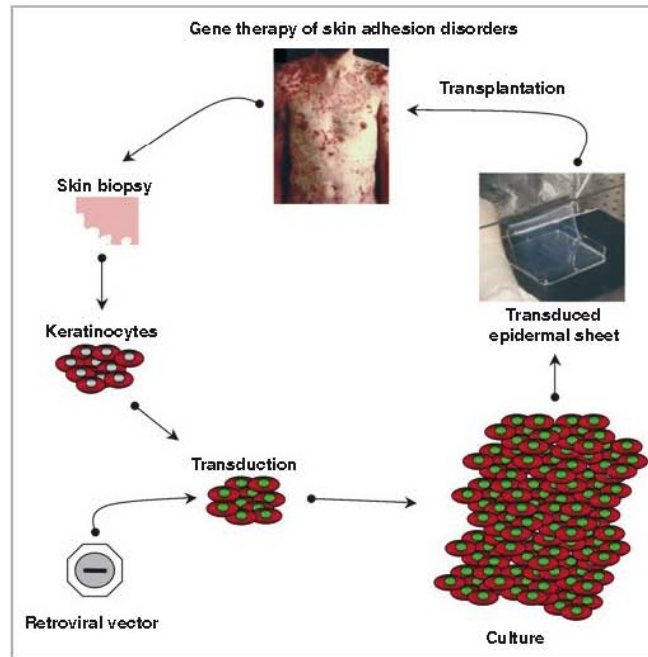 Gene therapy of skin adhesion disorders
Transplantation
Skin biopsy
Keratinocytes
Transduced
epidermal sheet
Transduction
Retroviral vector
Culture